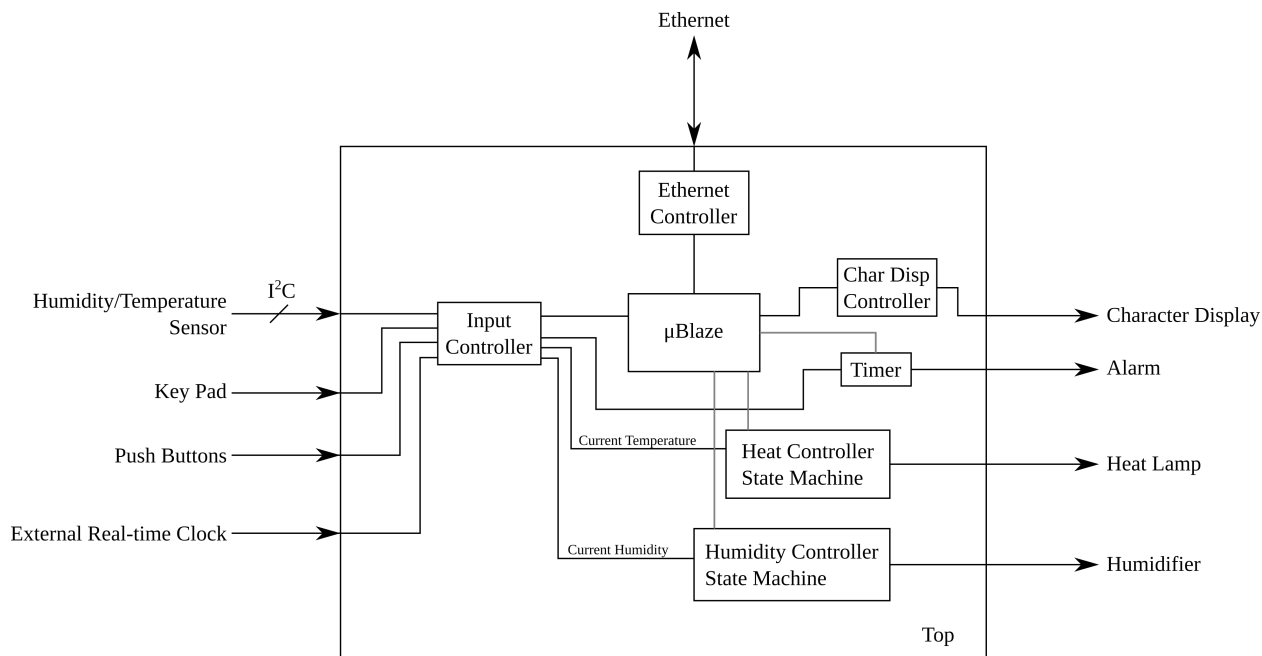 Ethernet
Ethernet
Controller
Char Disp
Controller
I²C
Humidity/Temperature
Sensor
Input
Controller
μBlaze
Character Display
Timer
Alarm
Key Pad
Current Temperature
Heat Controller
State Machine
Heat Lamp
Push Buttons
External Real-time Clock
Current Humidity
Humidity Controller
State Machine
Humidifier
Top